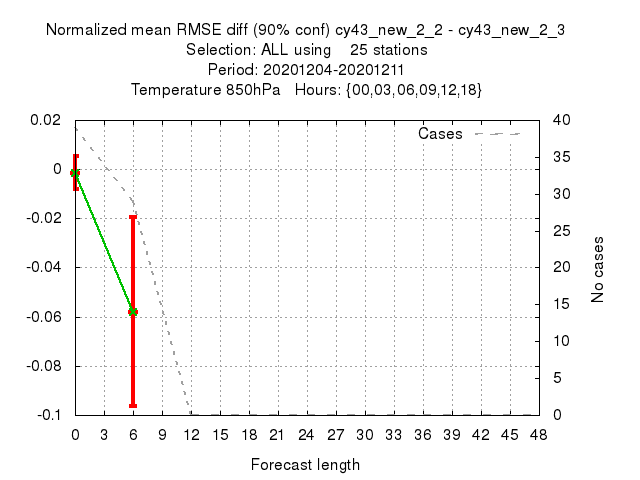 Normalized mean RMSE diff (90% conf) cy43_new_2_2 - cy43_new_2_3
Selection: ALL using    25 stations
Period: 20201204-20201211
Temperature 850hPa   Hours: {00,03,06,09,12,18}
Cases
0.02
0
-0.02
-0.04
-0.06
-0.08
-0.1
40
35
30
25
20
15
10
5
0
No cases
0 3 6 9 12 15 18 21 24 27 30 33 36 39 42 45 48
Forecast length